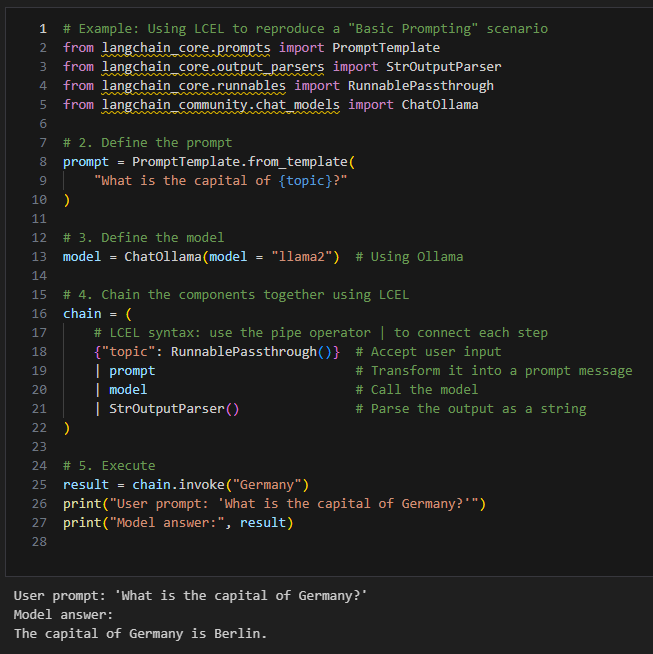 1 # Example: Using LCEL to reproduce a "Basic Prompting" scenario
2 from langchain_core.prompts import PromptTemplate
3 from langchain_core.output_parsers import StrOutputParser
4 from langchain_core.runnables import RunnablePassthrough
5 from langchain_community.chat_models import ChatOllama
6
7 # 2. Define the prompt
8 prompt = PromptTemplate.from_template(
9     "What is the capital of {topic}?"
10 )
11
12 # 3. Define the model
13 model = ChatOllama(model = "llama2")  # Using Ollama
14
15 # 4. Chain the components together using LCEL
16 chain = (
17     # LCEL syntax: use the pipe operator | to connect each step
18     {"topic": RunnablePassthrough()}  # Accept user input
19     | prompt                          # Transform it into a prompt message
20     | model                           # Call the model
21     | StrOutputParser()               # Parse the output as a string
22 )
23
24 # 5. Execute
25 result = chain.invoke("Germany")
26 print("User prompt: 'What is the capital of Germany?'")
27 print("Model answer:", result)
28
User prompt: 'What is the capital of Germany?'
Model answer:
The capital of Germany is Berlin.